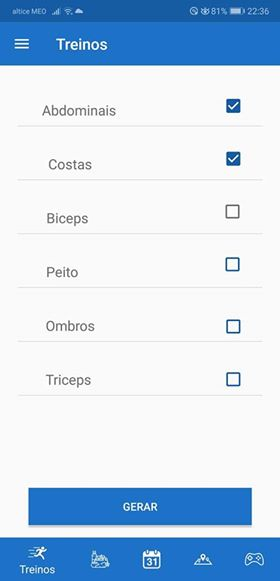 altice MEO 81% 22:36
Treinos
Abdominais
Costas
Biceps
Peito
Ombros
Triceps
GERAR
31
Treinos